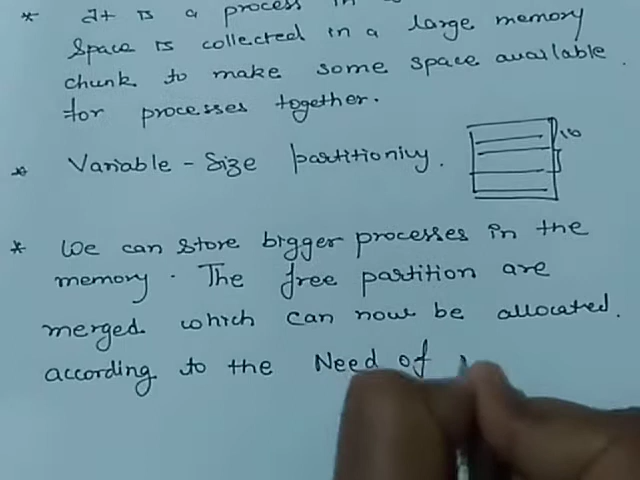 * It is a process in
Space is collected in a large memory
chunk to make some space available.
for processes together.
* Variable - Size partitioning. 10
* We can store bigger processes in the
memory. The free partition are
merged which can now be allocated.
according to the Need of